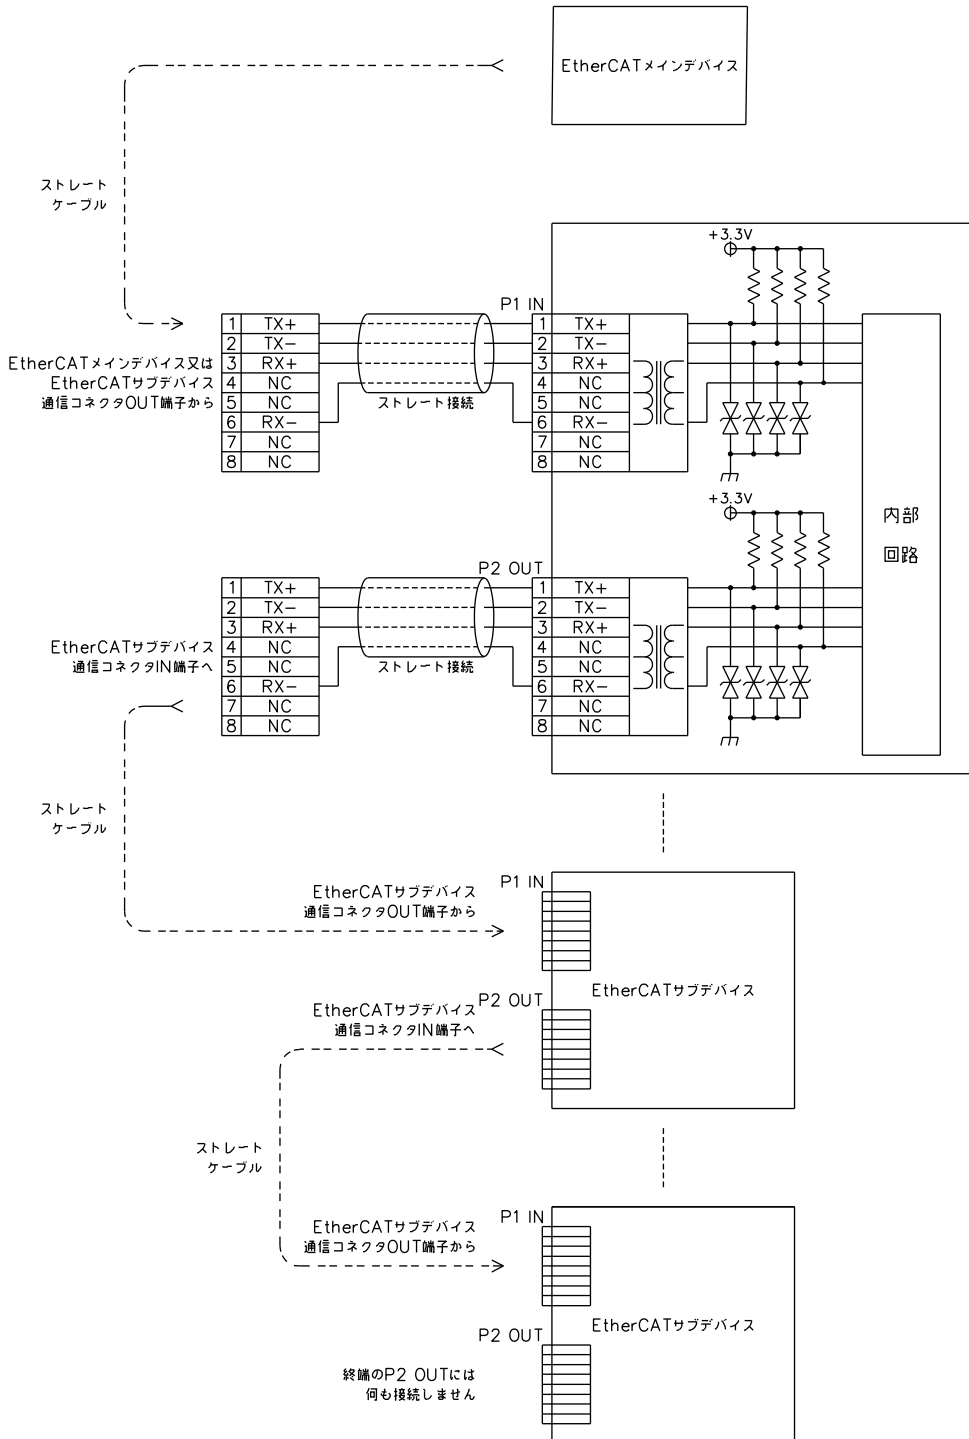 EtherCATメインデバイス
ストレート
ケーブル
+3.3V
P1 IN
1 TX+
2 TX−
3 RX+
4 NC
5 NC
6 RX−
7 NC
8 NC
EtherCATメインデバイス又は
EtherCATサブデバイス
通信コネクタOUT端子から
ストレート接続
1 TX+
2 TX−
3 RX+
4 NC
5 NC
6 RX−
7 NC
8 NC
内部
回路
+3.3V
P2 OUT
1 TX+
2 TX−
3 RX+
4 NC
5 NC
6 RX−
7 NC
8 NC
EtherCATサブデバイス
通信コネクタIN端子へ
ストレート接続
1 TX+
2 TX−
3 RX+
4 NC
5 NC
6 RX−
7 NC
8 NC
ストレート
ケーブル
P1 IN
EtherCATサブデバイス
通信コネクタOUT端子から
EtherCATサブデバイス
P2 OUT
EtherCATサブデバイス
通信コネクタIN端子へ
ストレート
ケーブル
P1 IN
EtherCATサブデバイス
通信コネクタOUT端子から
EtherCATサブデバイス
P2 OUT
終端のP2 OUTには
何も接続しません